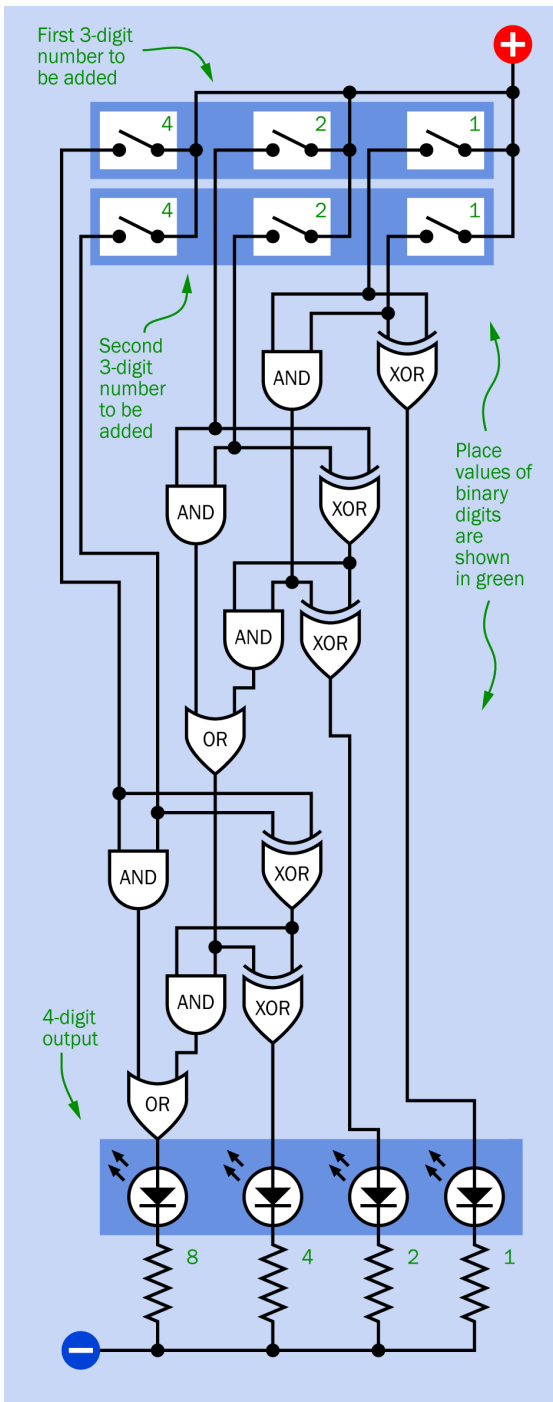 First 3-digit
number to
be added
+
4
2
1
4
2
1
Second
3-digit
number
to be
added
AND
XOR
Place
values of
binary
digits
are
shown
in green
AND
XOR
AND
XOR
OR
AND
XOR
AND
XOR
4-digit
output
OR
8
4
2
1
−